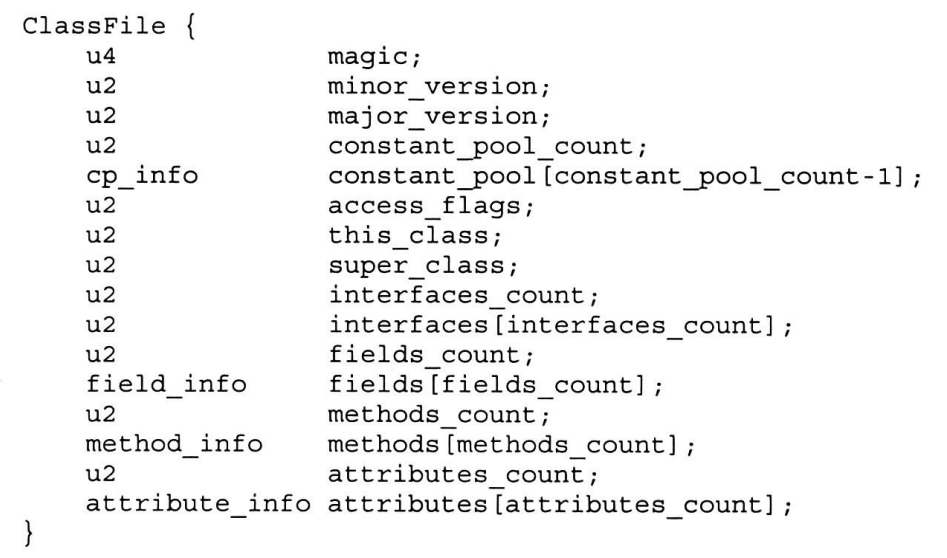 ClassFile {
    u4             magic;
    u2             minor_version;
    u2             major_version;
    u2             constant_pool_count;
    cp_info        constant_pool[constant_pool_count-1];
    u2             access_flags;
    u2             this_class;
    u2             super_class;
    u2             interfaces_count;
    u2             interfaces[interfaces_count];
    u2             fields_count;
    field_info     fields[fields_count];
    u2             methods_count;
    method_info    methods[methods_count];
    u2             attributes_count;
    attribute_info attributes[attributes_count];
}